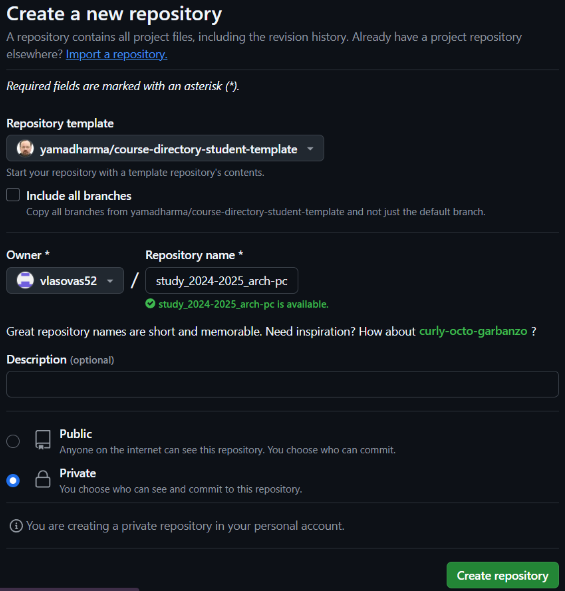 Create a new repository
A repository contains all project files, including the revision history. Already have a project repository
elsewhere? Import a repository.
Required fields are marked with an asterisk (*).
Repository template
yamadharma/course-directory-student-template
Start your repository with a template repository's contents.
Include all branches
Copy all branches from yamadharma/course-directory-student-template and not just the default branch.
Owner * Repository name *
vlasovas52 / study_2024-2025_arch-pc
study_2024-2025_arch-pc is available.
Great repository names are short and memorable. Need inspiration? How about curly-octo-garbanzo ?
Description (optional)
Public
Anyone on the internet can see this repository. You choose who can commit.
Private
You choose who can see and commit to this repository.
You are creating a private repository in your personal account.
Create repository